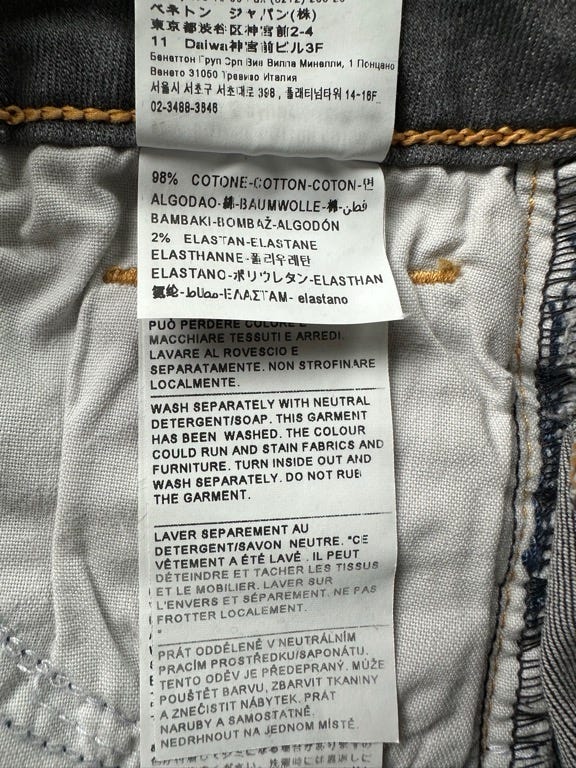 ベネトン ジャパン(株)
東京都渋谷区神宮前2-4
11 Daiwa神宮前ビル3F
Бенеттон Груп Срл Виа Вилла Минелли, 1 Понцано
Венето 31050 Тревизо Италия
서울시 서초구 서초대로 398, 플래티넘타워 14-16F
02-3488-3646
98% COTONE-COTTON-COTON-면
ALGODAO-棉-BAUMWOLLE-棉-قطن
BAMBAKI-BOMBAŽ-ALGODÓN
2% ELASTAN-ELASTANE
ELASTHANNE-폴리우레탄
ELASTANO-ポリウレタン-ELASTHAN
氨纶-مطاط-ΕΛΑΣΤΑΜ- elastano
PUÒ PERDERE COLORE E
MACCHIARE TESSUTI E ARREDI.
LAVARE AL ROVESCIO E
SEPARATAMENTE. NON STROFINARE
LOCALMENTE.
WASH SEPARATELY WITH NEUTRAL
DETERGENT/SOAP. THIS GARMENT
HAS BEEN WASHED. THE COLOUR
COULD RUN AND STAIN FABRICS AND
FURNITURE. TURN INSIDE OUT AND
WASH SEPARATELY. DO NOT RUB
THE GARMENT.
LAVER SEPAREMENT AU
DETERGENT/SAVON NEUTRE. "CE
VÊTEMENT A ÉTÉ LAVÉ . IL PEUT
DÉTEINDRE ET TACHER LES TISSUS
ET LE MOBILIER. LAVER SUR
L'ENVERS ET SÉPAREMENT. NE PAS
FROTTER LOCALEMENT.
"
PRÁT ODDĚLENĚ V NEUTRÁLNÍM
PRACÍM PROSTŘEDKU/SAPONÁTU.
TENTO ODĚV JE PŘEDEPRANÝ. MŮŽE
POUŠTĚT BARVU, ZBARVIT TKANINY
A ZNEČISTIT NÁBYTEK. PRÁT
NARUBY A SAMOSTATNĚ.
NEDRHNOUT NA JEDNOM MÍSTĚ.